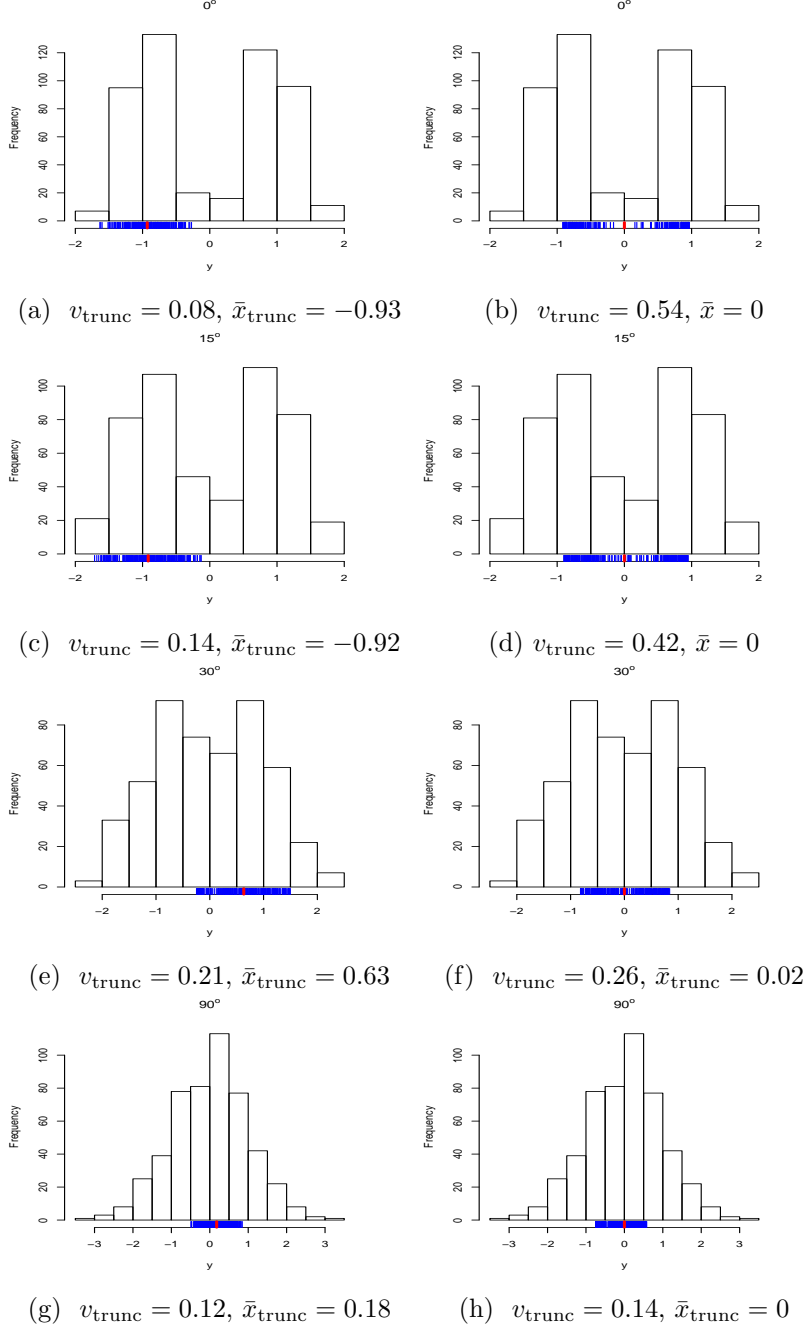 0°
0°
Frequency
0 20 40 60 80 100 120
−2 −1 0 1 2
y
Frequency
0 20 40 60 80 100 120
−2 −1 0 1 2
y
(a) v_trunc = 0.08, x̄_trunc = −0.93
(b) v_trunc = 0.54, x̄ = 0
15°
15°
Frequency
0 20 40 60 80 100
−2 −1 0 1 2
y
Frequency
0 20 40 60 80 100
−2 −1 0 1 2
y
(c) v_trunc = 0.14, x̄_trunc = −0.92
(d) v_trunc = 0.42, x̄ = 0
30°
30°
Frequency
0 20 40 60 80
−2 −1 0 1 2
y
Frequency
0 20 40 60 80
−2 −1 0 1 2
y
(e) v_trunc = 0.21, x̄_trunc = 0.63
(f) v_trunc = 0.26, x̄_trunc = 0.02
90°
90°
Frequency
0 20 40 60 80 100
−3 −2 −1 0 1 2 3
y
Frequency
0 20 40 60 80 100
−3 −2 −1 0 1 2 3
y
(g) v_trunc = 0.12, x̄_trunc = 0.18
(h) v_trunc = 0.14, x̄_trunc = 0